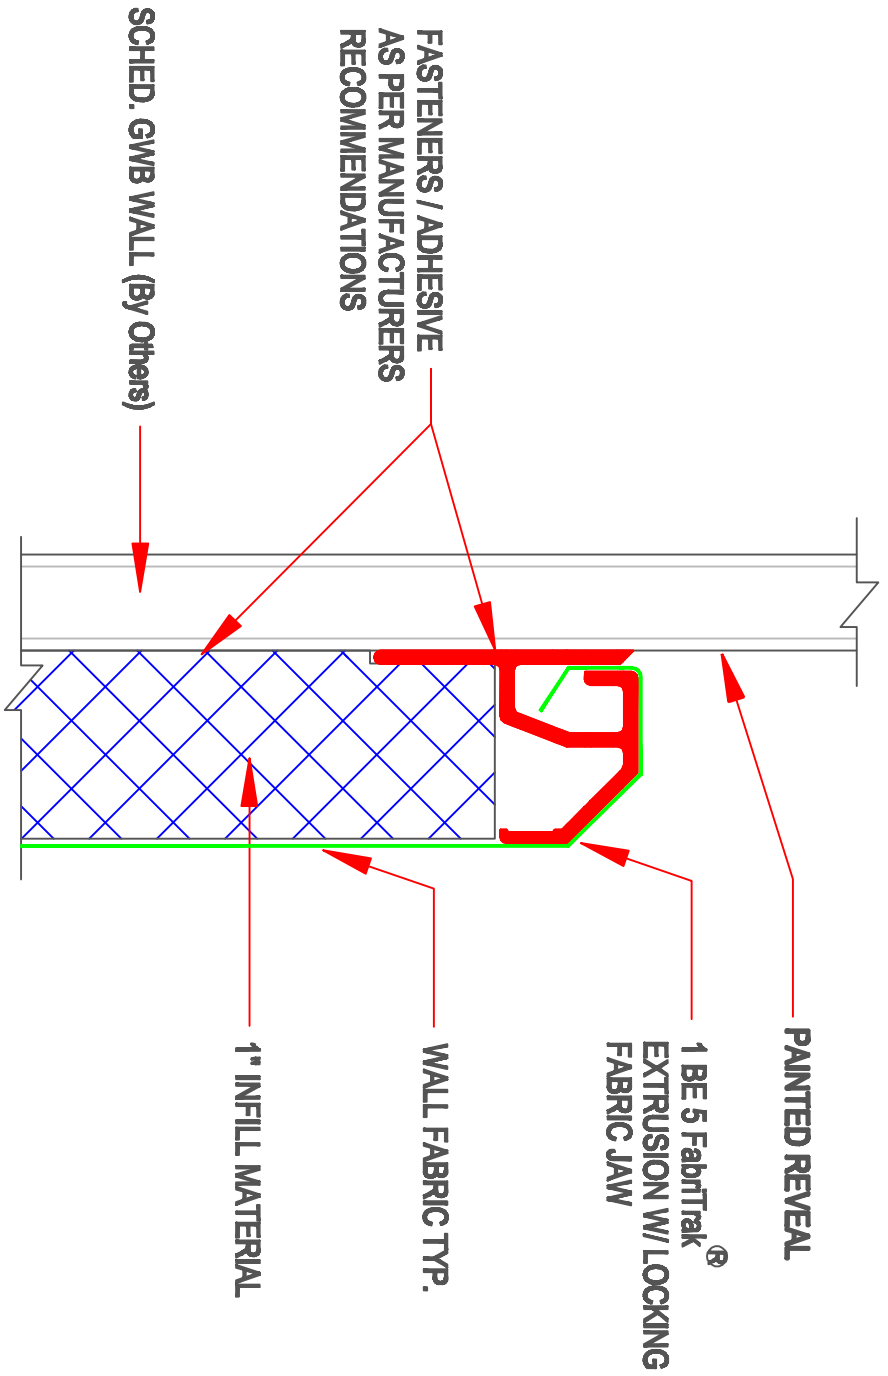 SCHED. GWB WALL (By Others)
FASTENERS / ADHESIVE
AS PER MANUFACTURERS
RECOMMENDATIONS
PAINTED REVEAL
1 BE 5 FabriTrak ®
EXTRUSION W/ LOCKING
FABRIC JAW
WALL FABRIC TYP.
1" INFILL MATERIAL